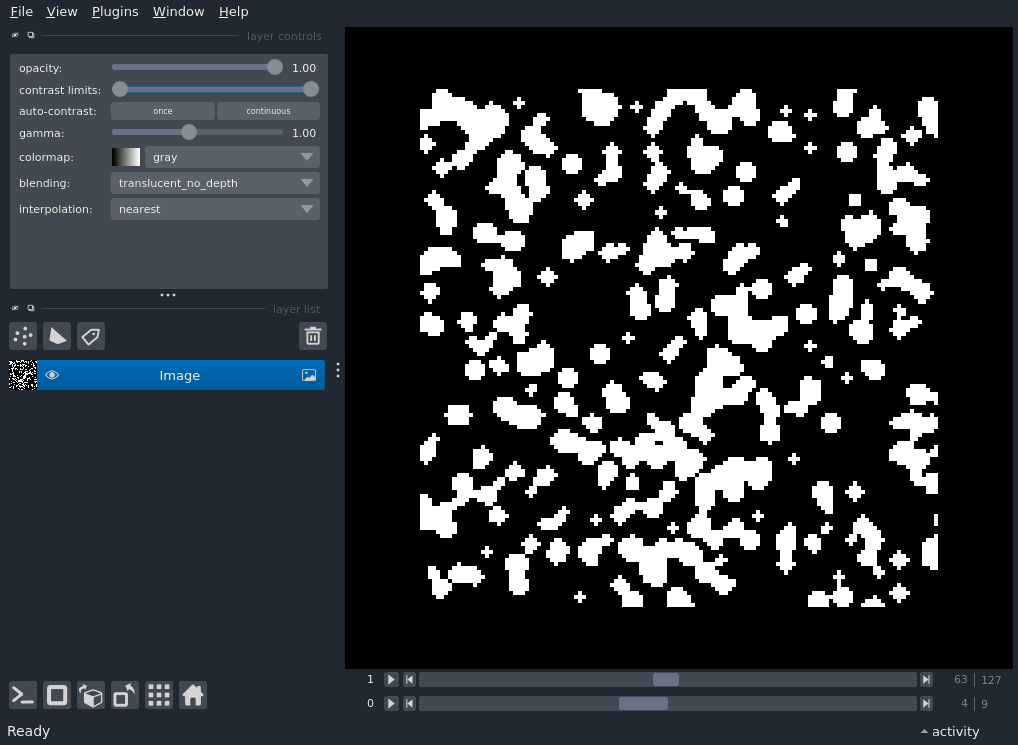 File View Plugins Window Help
layer controls
opacity: 1.00
contrast limits:
auto-contrast: once continuous
gamma: 1.00
colormap: gray
blending: translucent_no_depth
interpolation: nearest
layer list
Image
1 63 127
0 4 9
Ready activity